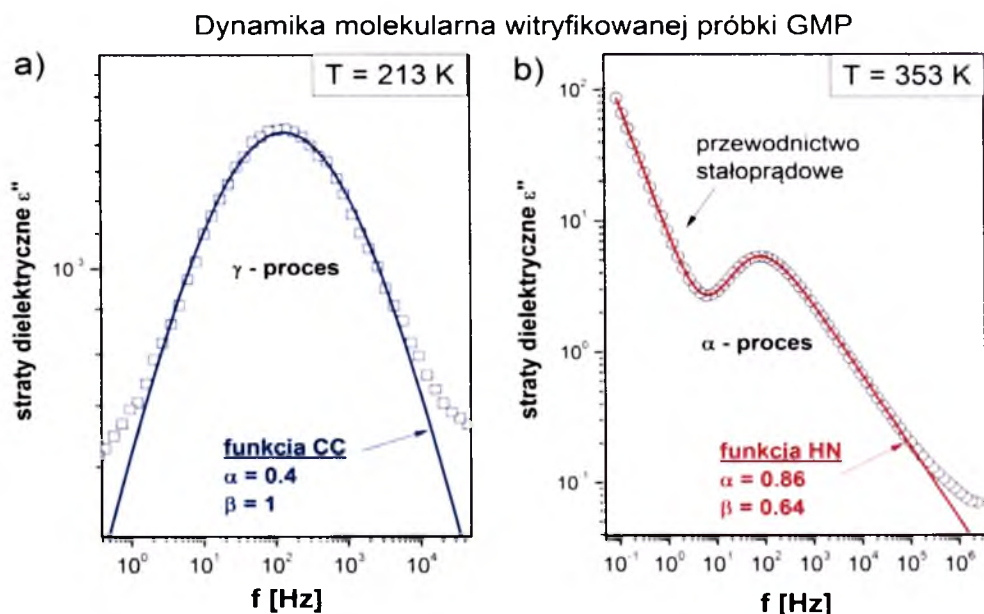 Dynamika molekularna witryfikowanej próbki GMP
a)
T = 213 K
straty dielektryczne ε"
10³
γ - proces
funkcja CC
α = 0.4
β = 1
10⁰ 10¹ 10² 10³ 10⁴
f [Hz]
b)
T = 353 K
straty dielektryczne ε"
10²
10¹
10⁰
10⁻¹
przewodnictwo
stałoprądowe
α - proces
funkcja HN
α = 0.86
β = 0.64
10⁻¹ 10⁰ 10¹ 10² 10³ 10⁴ 10⁵ 10⁶
f [Hz]